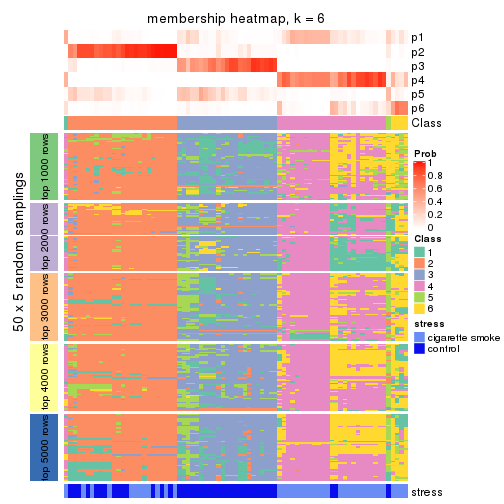 membership heatmap, k = 6
p1
p2
p3
p4
p5
p6
Class
50 x 5 random samplings
top 1000 rows
top 2000 rows
top 3000 rows
top 4000 rows
top 5000 rows
stress
Prob
1
0.8
0.6
0.4
0.2
0
Class
1
2
3
4
5
6
stress
cigarette smoke
control